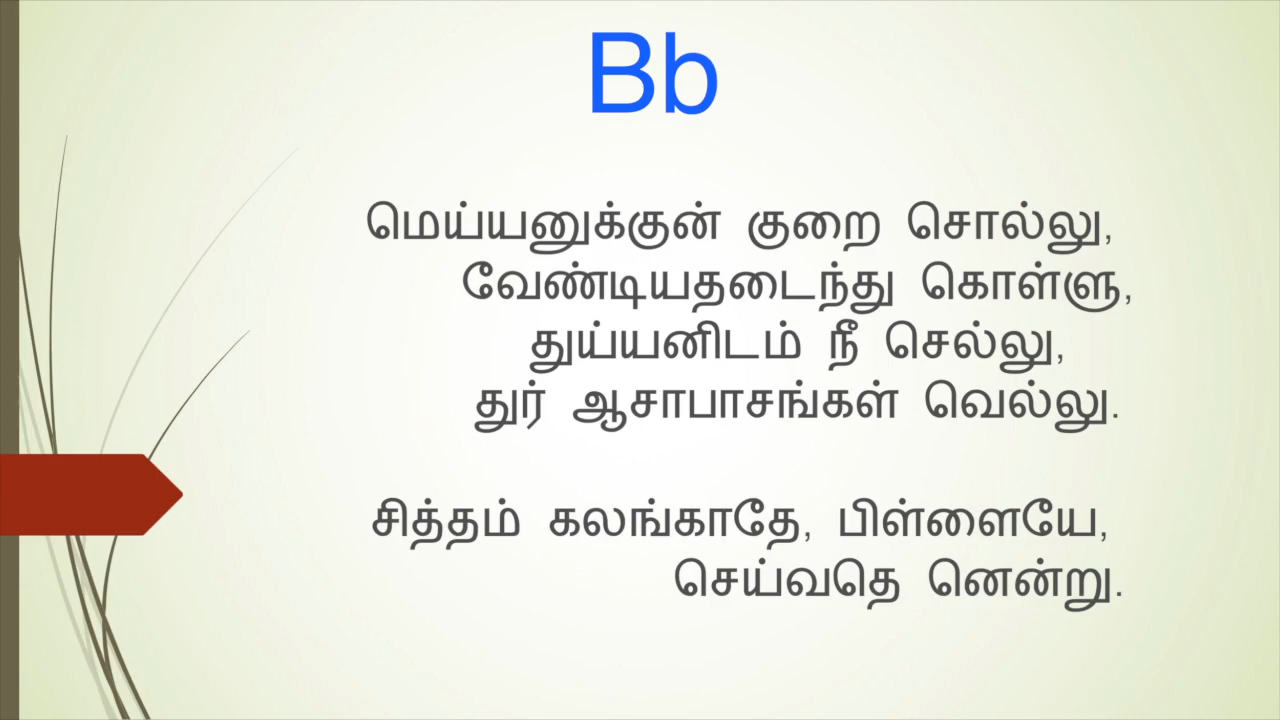 Bb
மெய்யனுக்குன் குறை சொல்லு,
வேண்டியதடைந்து கொள்ளு,
துய்யனிடம் நீ செல்லு,
துர் ஆசாபாசங்கள் வெல்லு.
சித்தம் கலங்காதே, பிள்ளையே,
செய்வதெ னென்று.